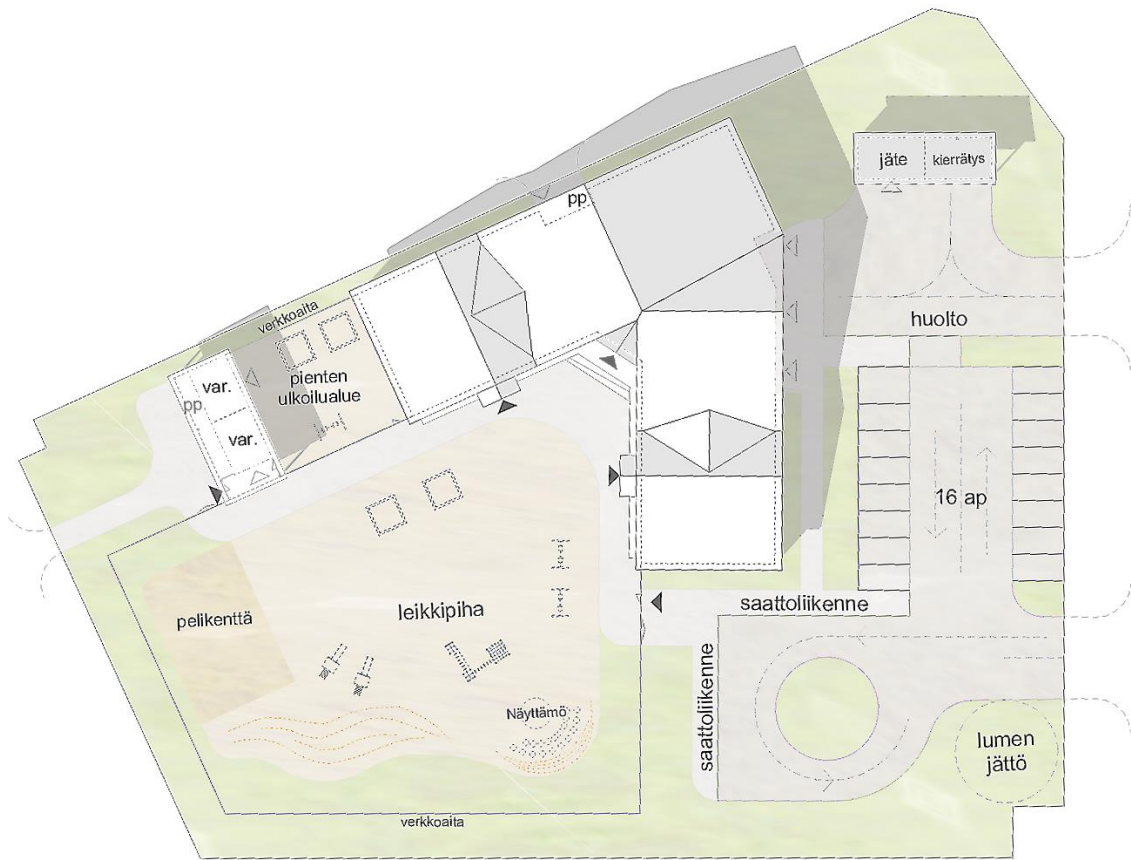 jäte
kierrätys
pp.
huolto
verkkoaita
pienten
ulkoilualue
var.
pp.
var.
16 ap
pelikenttä
leikkipiha
saattoliikenne
saattoliikenne
Näyttämö
lumen
jättö
verkkoaita